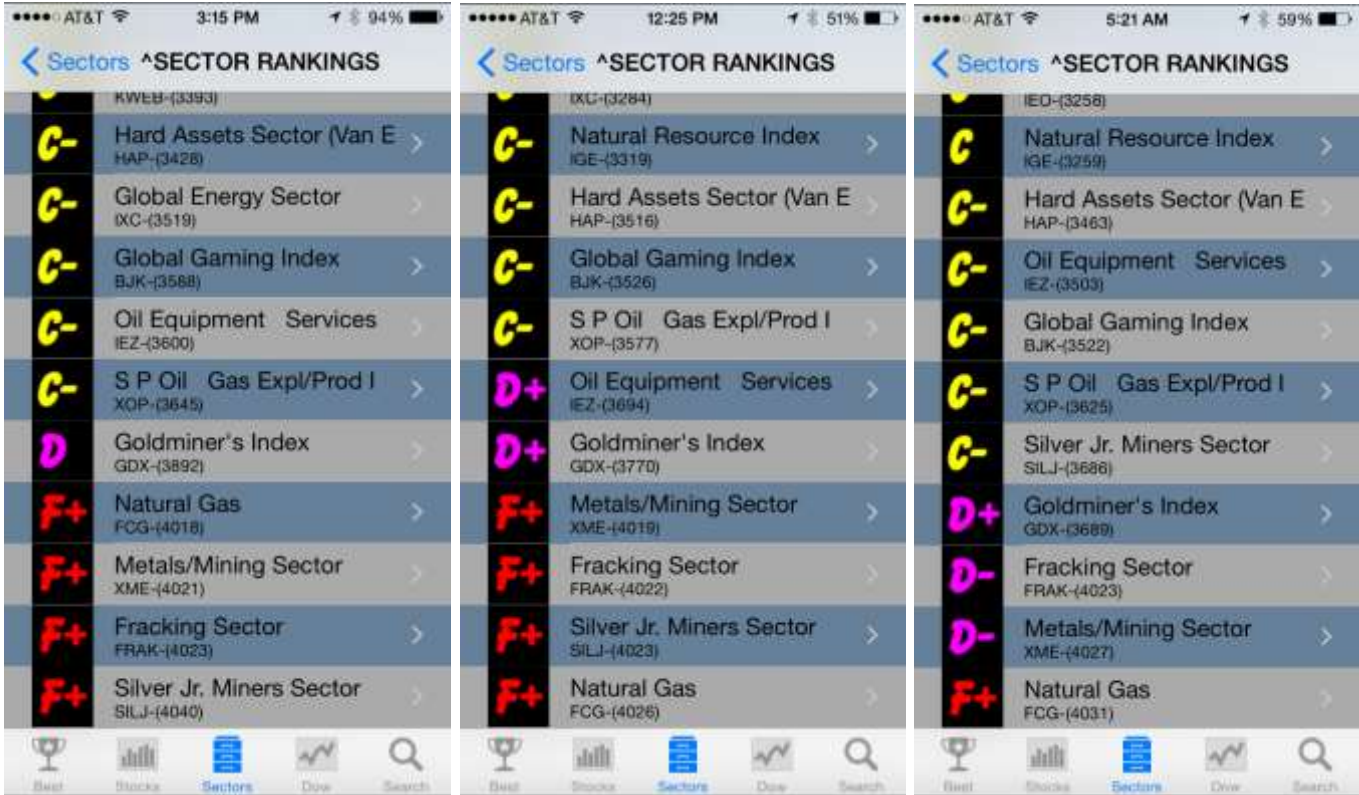 AT&T 3:15 PM 94%
Sectors ^SECTOR RANKINGS
KWEB-(3393)
C- Hard Assets Sector (Van E
HAP-(3428)
C- Global Energy Sector
IXC-(3519)
C- Global Gaming Index
BJK-(3588)
C- Oil Equipment Services
IEZ-(3600)
C- S P Oil Gas Expl/Prod I
XOP-(3645)
D Goldminer's Index
GDX-(3892)
F+ Natural Gas
FCG-(4018)
F+ Metals/Mining Sector
XME-(4021)
F+ Fracking Sector
FRAK-(4023)
F+ Silver Jr. Miners Sector
SILJ-(4040)
Best Stocks Sectors Dow Search
AT&T 12:25 PM 51%
Sectors ^SECTOR RANKINGS
IXC-(3284)
C- Natural Resource Index
IGE-(3319)
C- Hard Assets Sector (Van E
HAP-(3516)
C- Global Gaming Index
BJK-(3526)
C- S P Oil Gas Expl/Prod I
XOP-(3577)
D+ Oil Equipment Services
IEZ-(3694)
D+ Goldminer's Index
GDX-(3770)
F+ Metals/Mining Sector
XME-(4019)
F+ Fracking Sector
FRAK-(4022)
F+ Silver Jr. Miners Sector
SILJ-(4023)
F+ Natural Gas
FCG-(4026)
Best Stocks Sectors Dow Search
AT&T 5:21 AM 59%
Sectors ^SECTOR RANKINGS
IEO-(3258)
C Natural Resource Index
IGE-(3259)
C- Hard Assets Sector (Van E
HAP-(3463)
C- Oil Equipment Services
IEZ-(3503)
C- Global Gaming Index
BJK-(3522)
C- S P Oil Gas Expl/Prod I
XOP-(3625)
C- Silver Jr. Miners Sector
SILJ-(3686)
D+ Goldminer's Index
GDX-(3689)
D- Fracking Sector
FRAK-(4023)
D- Metals/Mining Sector
XME-(4027)
F+ Natural Gas
FCG-(4031)
Best Stocks Sectors Dow Search